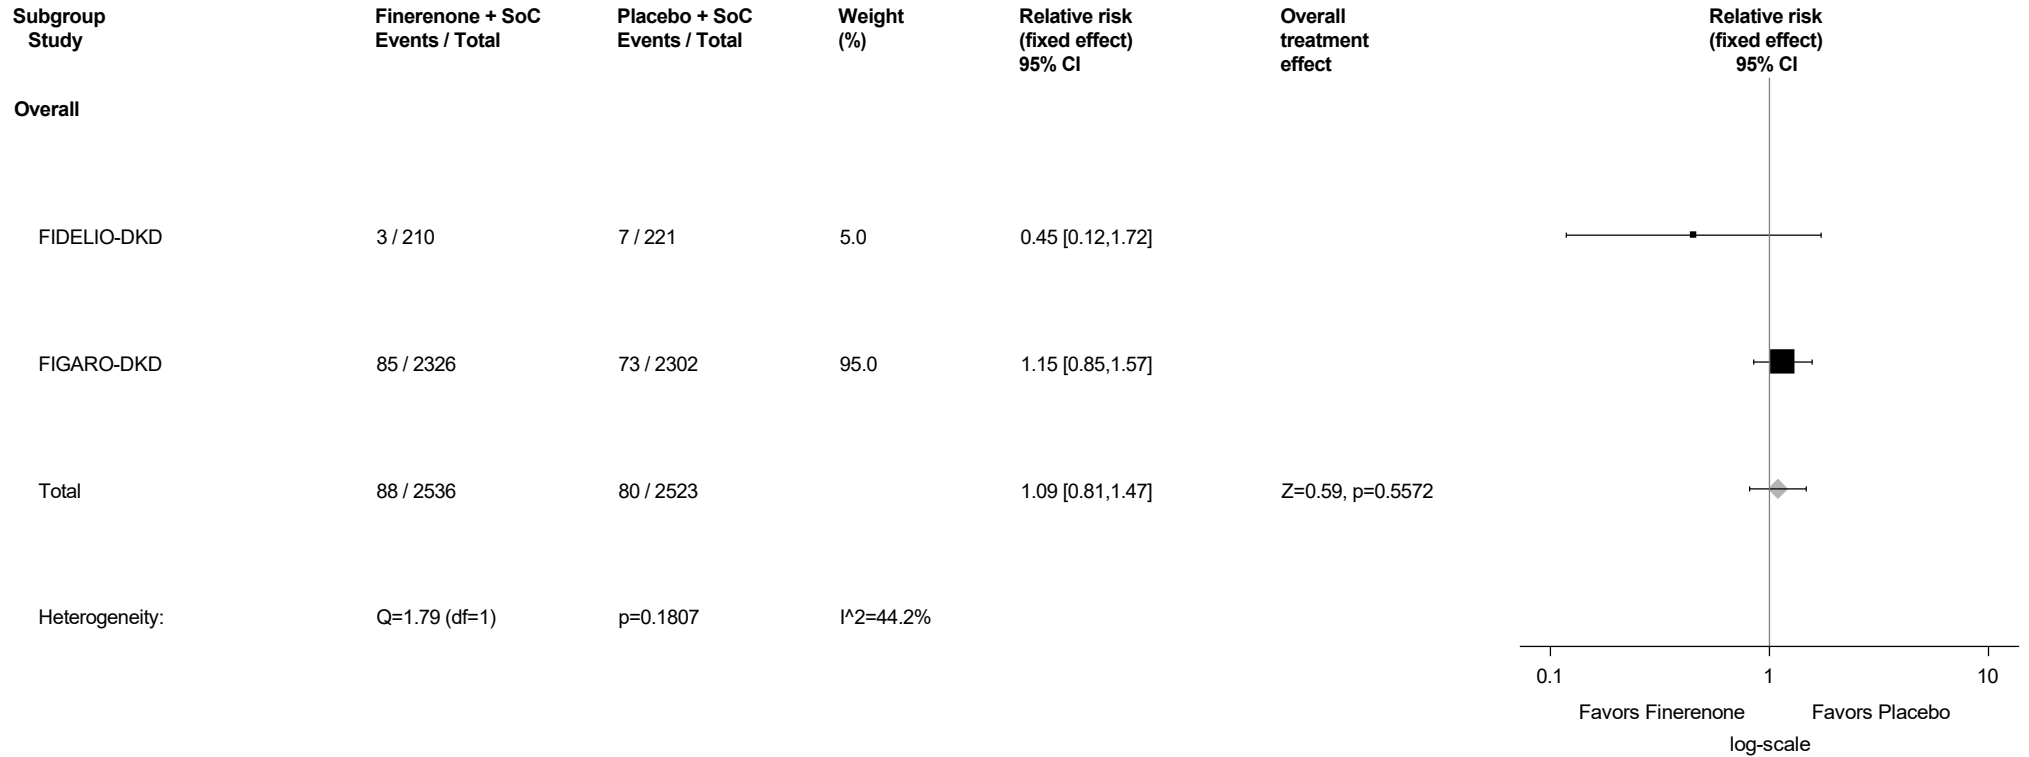 Subgroup Finerenone + SoC Placebo + SoC Weight Relative risk Overall Relative risk
Study Events / Total Events / Total (%) (fixed effect) treatment (fixed effect)
95% CI effect 95% CI
Overall
FIDELIO-DKD 3 / 210 7 / 221 5.0 0.45 [0.12,1.72]
FIGARO-DKD 85 / 2326 73 / 2302 95.0 1.15 [0.85,1.57]
Total 88 / 2536 80 / 2523 1.09 [0.81,1.47] Z=0.59, p=0.5572
Heterogeneity: Q=1.79 (df=1) p=0.1807 I^2=44.2%
0.1 1 10
Favors Finerenone Favors Placebo
log-scale